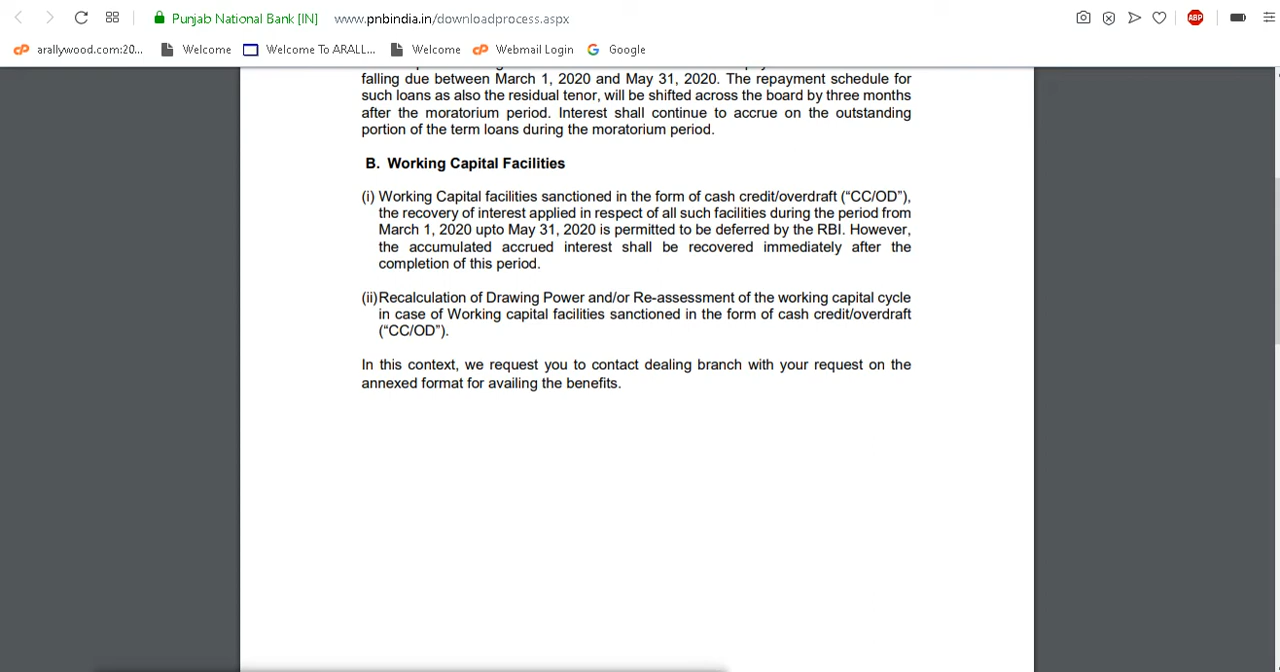 Punjab National Bank [IN] www.pnbindia.in/downloadprocess.aspx ABP
arallywood.com:20... Welcome Welcome To ARALL... Welcome cP Webmail Login G Google
falling due between March 1, 2020 and May 31, 2020. The repayment schedule for
such loans as also the residual tenor, will be shifted across the board by three months
after the moratorium period. Interest shall continue to accrue on the outstanding
portion of the term loans during the moratorium period.
B. Working Capital Facilities
(i) Working Capital facilities sanctioned in the form of cash credit/overdraft (“CC/OD”),
the recovery of interest applied in respect of all such facilities during the period from
March 1, 2020 upto May 31, 2020 is permitted to be deferred by the RBI. However,
the accumulated accrued interest shall be recovered immediately after the
completion of this period.
(ii)Recalculation of Drawing Power and/or Re-assessment of the working capital cycle
in case of Working capital facilities sanctioned in the form of cash credit/overdraft
(“CC/OD”).
In this context, we request you to contact dealing branch with your request on the
annexed format for availing the benefits.